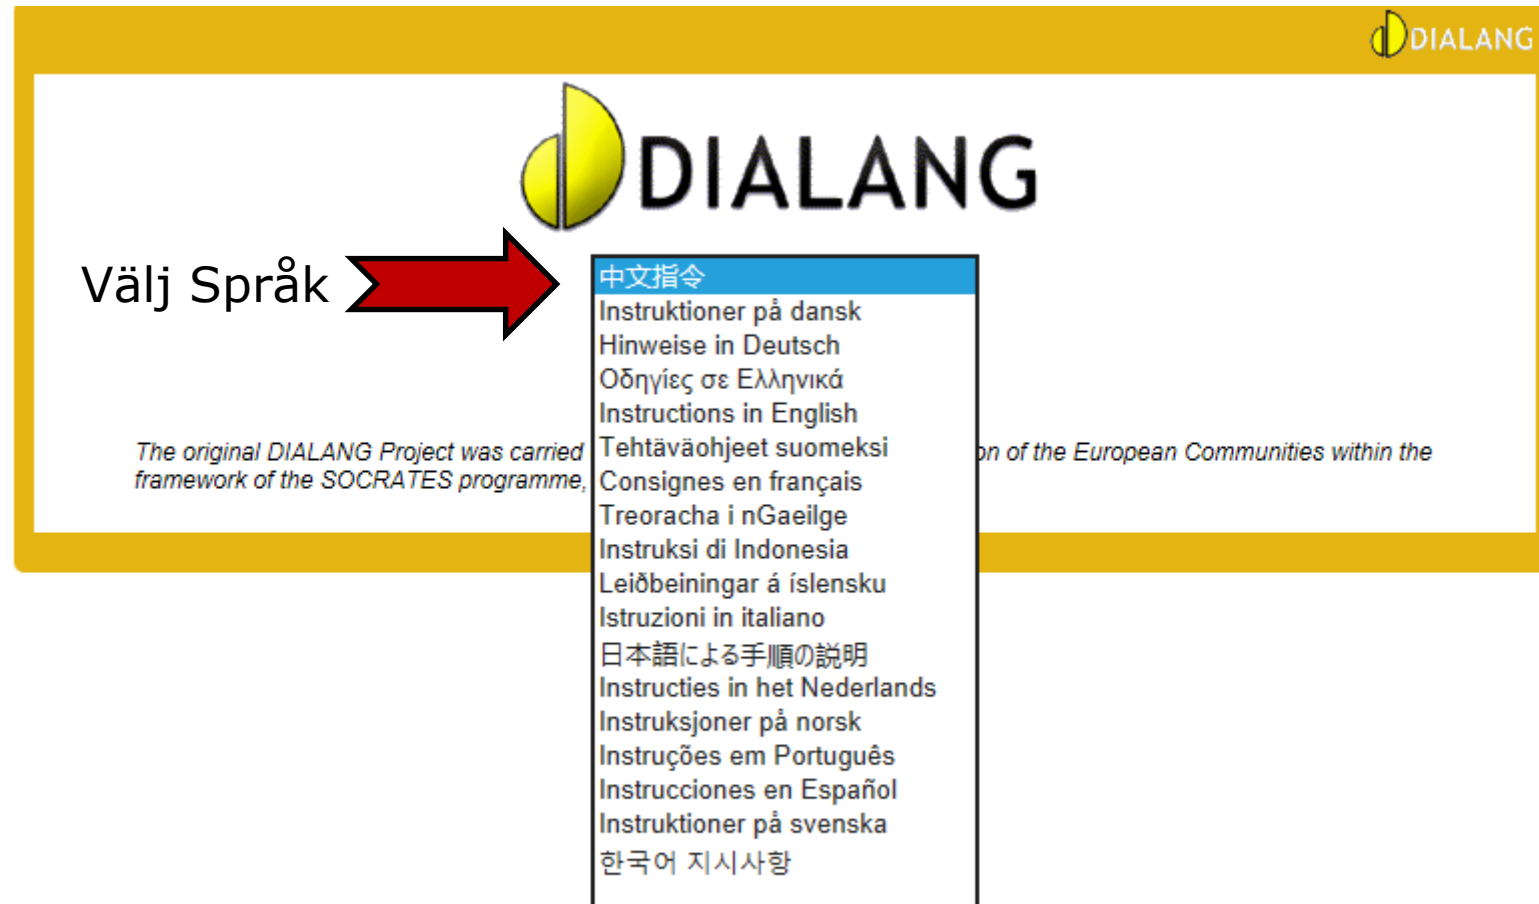 DIALANG
DIALANG
Välj Språk
中文指令
Instruktioner på dansk
Hinweise in Deutsch
Οδηγίες σε Ελληνικά
Instructions in English
Tehtäväohjeet suomeksi
Consignes en français
Treoracha i nGaeilge
Instruksi di Indonesia
Leiðbeiningar á íslensku
Istruzioni in italiano
日本語による手順の説明
Instructies in het Nederlands
Instruksjoner på norsk
Instruções em Português
Instrucciones en Español
Instruktioner på svenska
한국어 지시사항
The original DIALANG Project was carried on of the European Communities within the
framework of the SOCRATES programme,